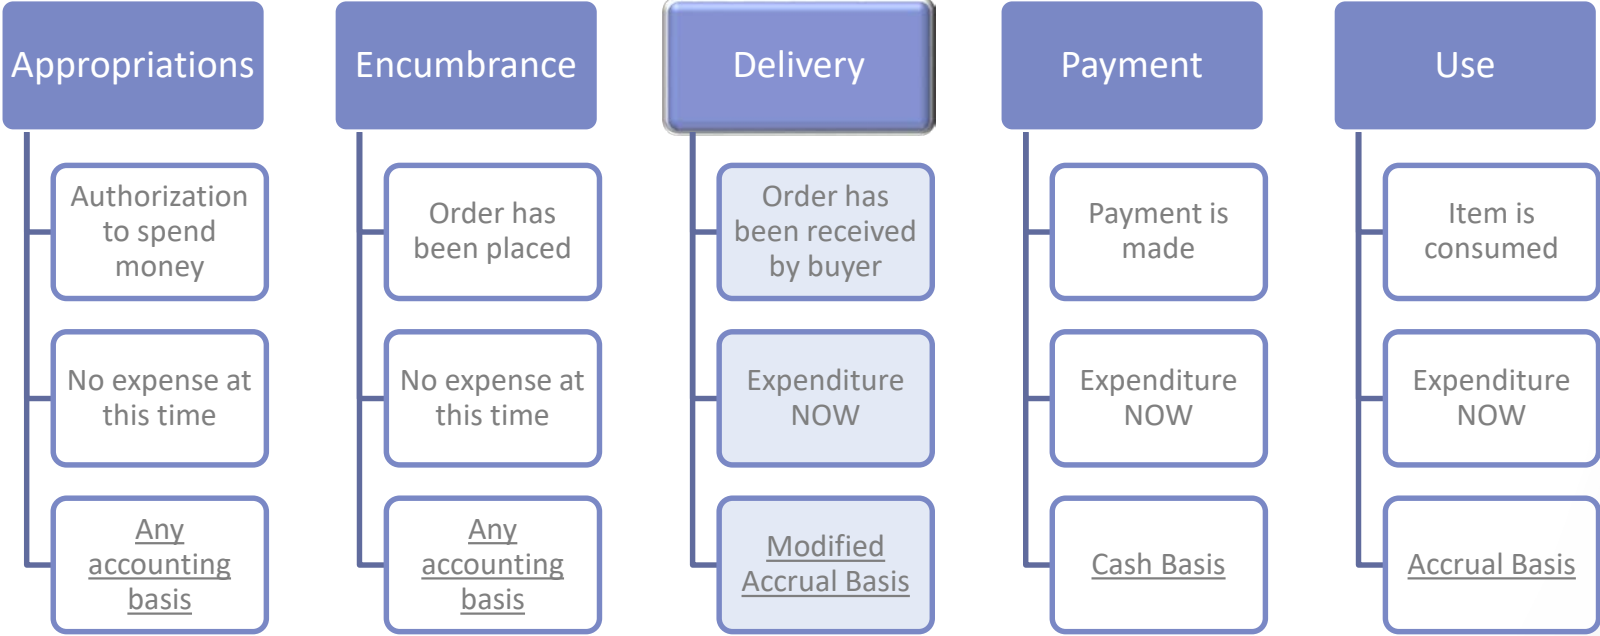 Appropriations
Authorization
to spend
money
No expense at
this time
Any
accounting
basis
Encumbrance
Order has
been placed
No expense at
this time
Any
accounting
basis
Delivery
Order has
been received
by buyer
Expenditure
NOW
Modified
Accrual Basis
Payment
Payment is
made
Expenditure
NOW
Cash Basis
Use
Item is
consumed
Expenditure
NOW
Accrual Basis